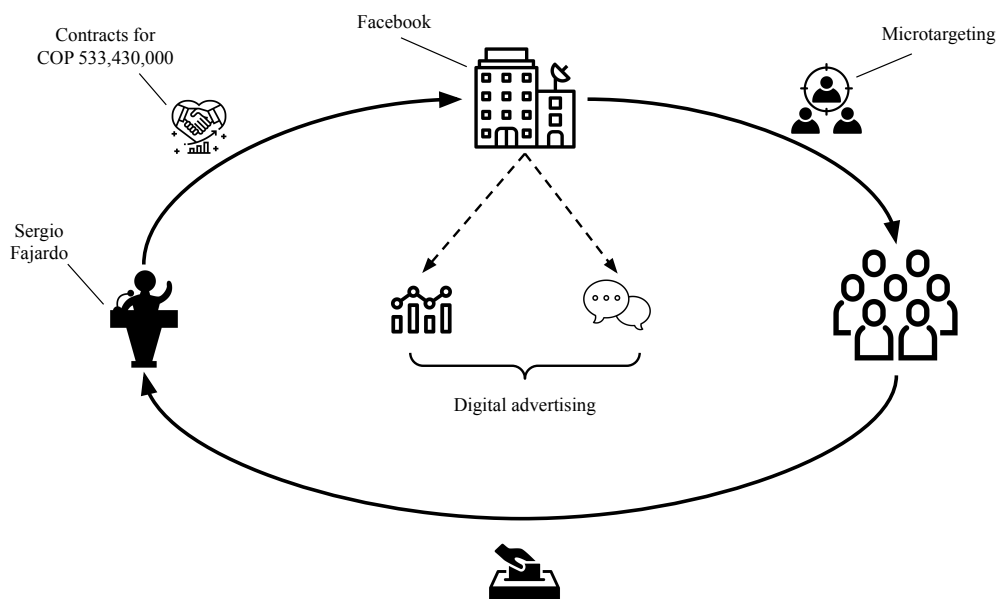 Facebook
Contracts for
COP 533,430,000
Microtargeting
Sergio
Fajardo
Digital advertising